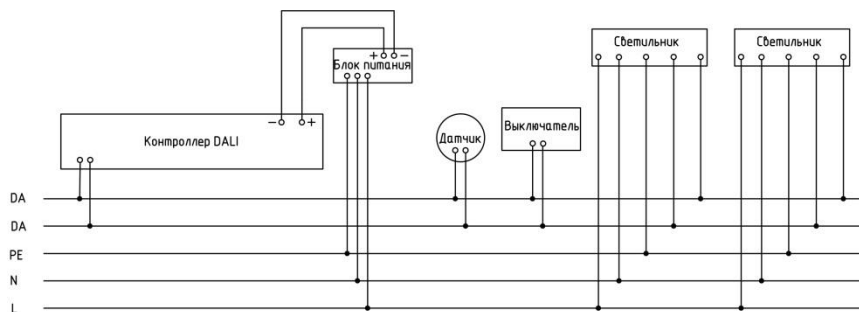 Светильник
Светильник
+ −
Блок питания
− +
Контроллер DALI
Датчик
Выключатель
DA
DA
PE
N
L